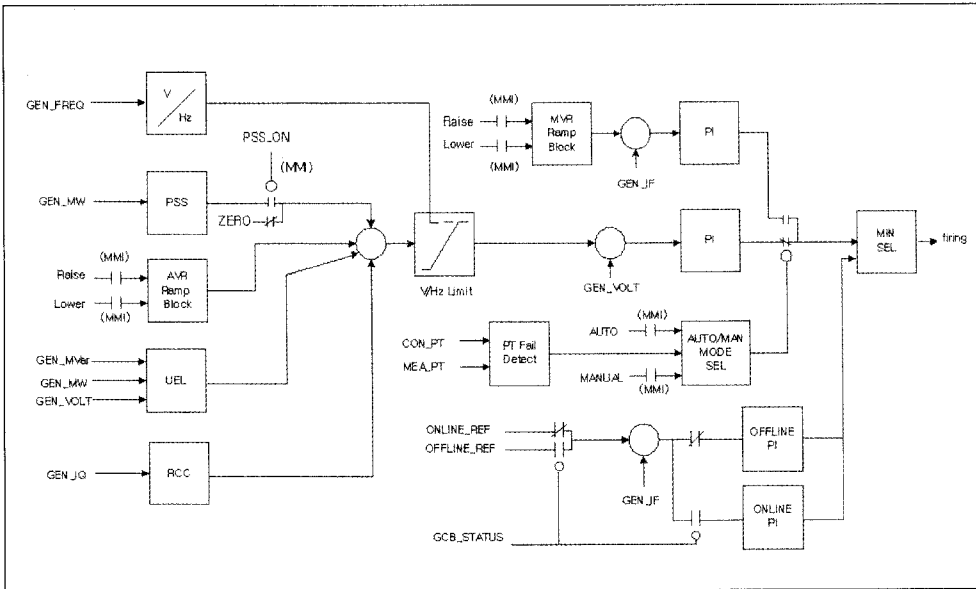 GEN_FREQ
V
Hz
PSS_ON
(MMI)
GEN_MW
PSS
ZERO
Raise
(MMI)
Lower
(MMI)
AVR
Ramp
Block
V/Hz Limit
GEN_MVar
GEN_MW
GEN_VOLT
UEL
GEN_IQ
RCC
(MMI)
Raise
Lower
(MMI)
MVR
Ramp
Block
GEN_IF
PI
GEN_VOLT
PI
MIN
SEL
firing
CON_PT
MEA_PT
PT Fail
Detect
AUTO
(MMI)
MANUAL
(MMI)
AUTO/MAN
MODE
SEL
ONLINE_REF
OFFLINE_REF
GEN_IF
OFFLINE
PI
ONLINE
PI
GCB_STATUS